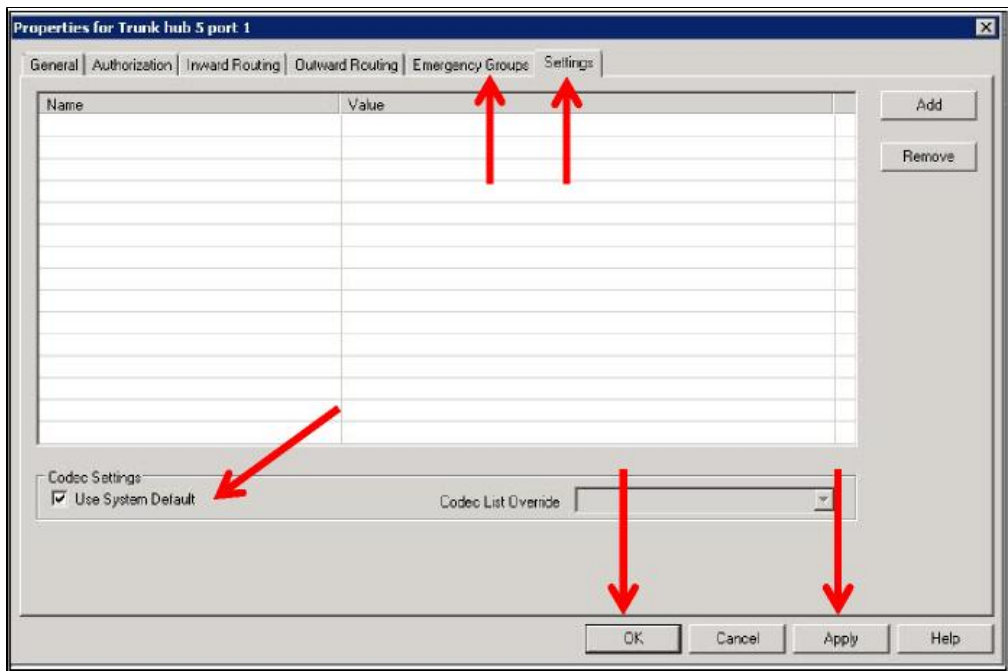 Properties for Trunk hub 5 port 1
General Authorization Inward Routing Outward Routing Emergency Groups Settings
Name Value
Add
Remove
Codec Settings
Use System Default Codec List Override
OK Cancel Apply Help